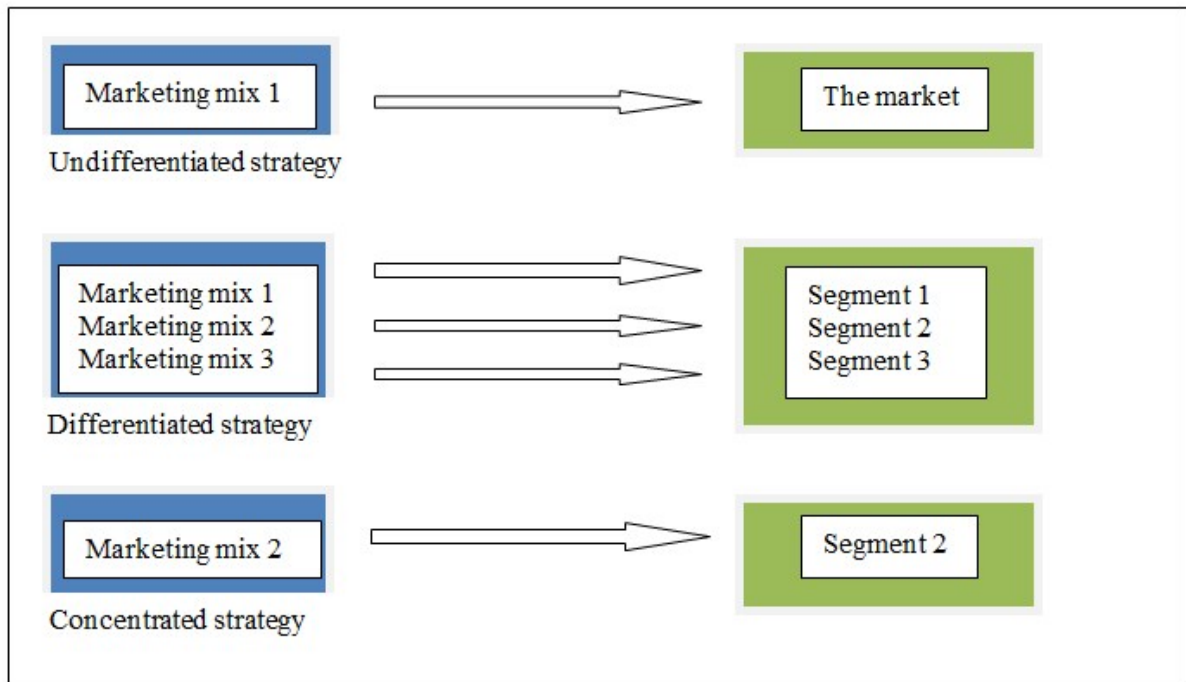 Marketing mix 1
The market
Undifferentiated strategy
Marketing mix 1
Marketing mix 2
Marketing mix 3
Segment 1
Segment 2
Segment 3
Differentiated strategy
Marketing mix 2
Segment 2
Concentrated strategy